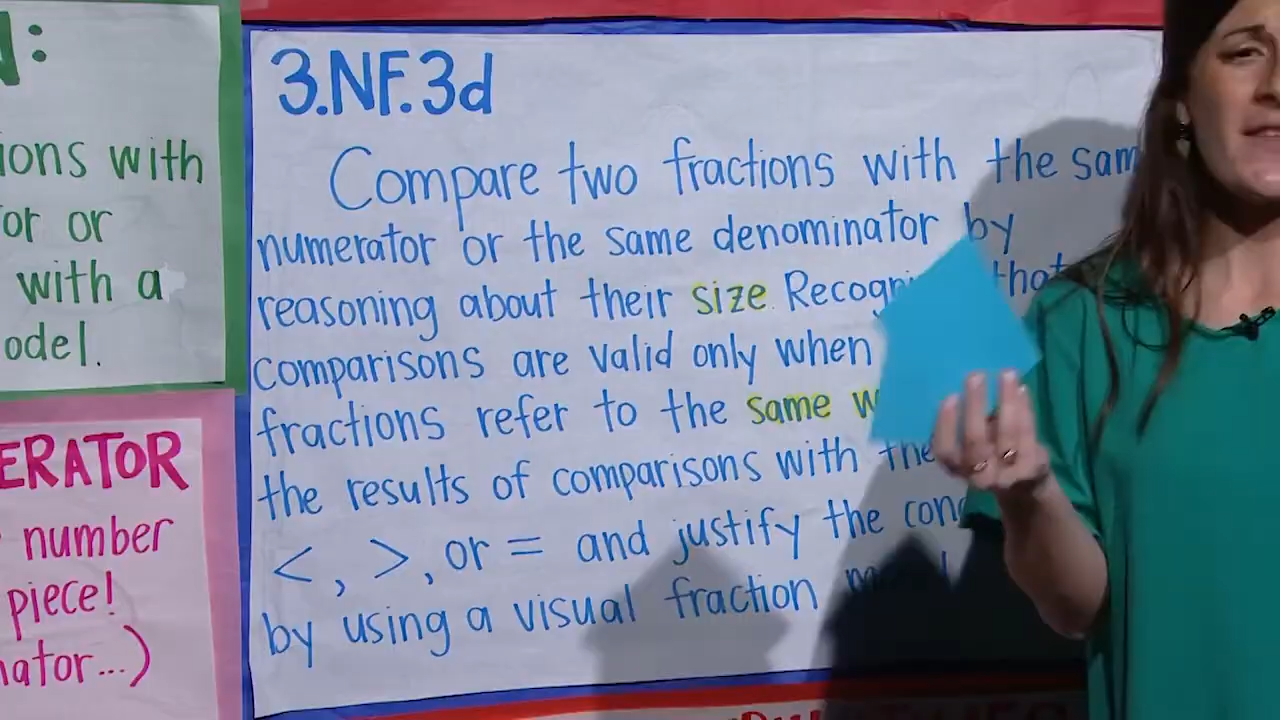 3.NF.3d
Compare two fractions with the sam
numerator or the same denominator by
reasoning about their size. Recogni that
comparisons are valid only when
fractions refer to the same w
the results of comparisons with the
<, >, or = and justify the conc
by using a visual fraction
N:
ions with
or or
with a
odel.
ERATOR
number
piece!
nator...)